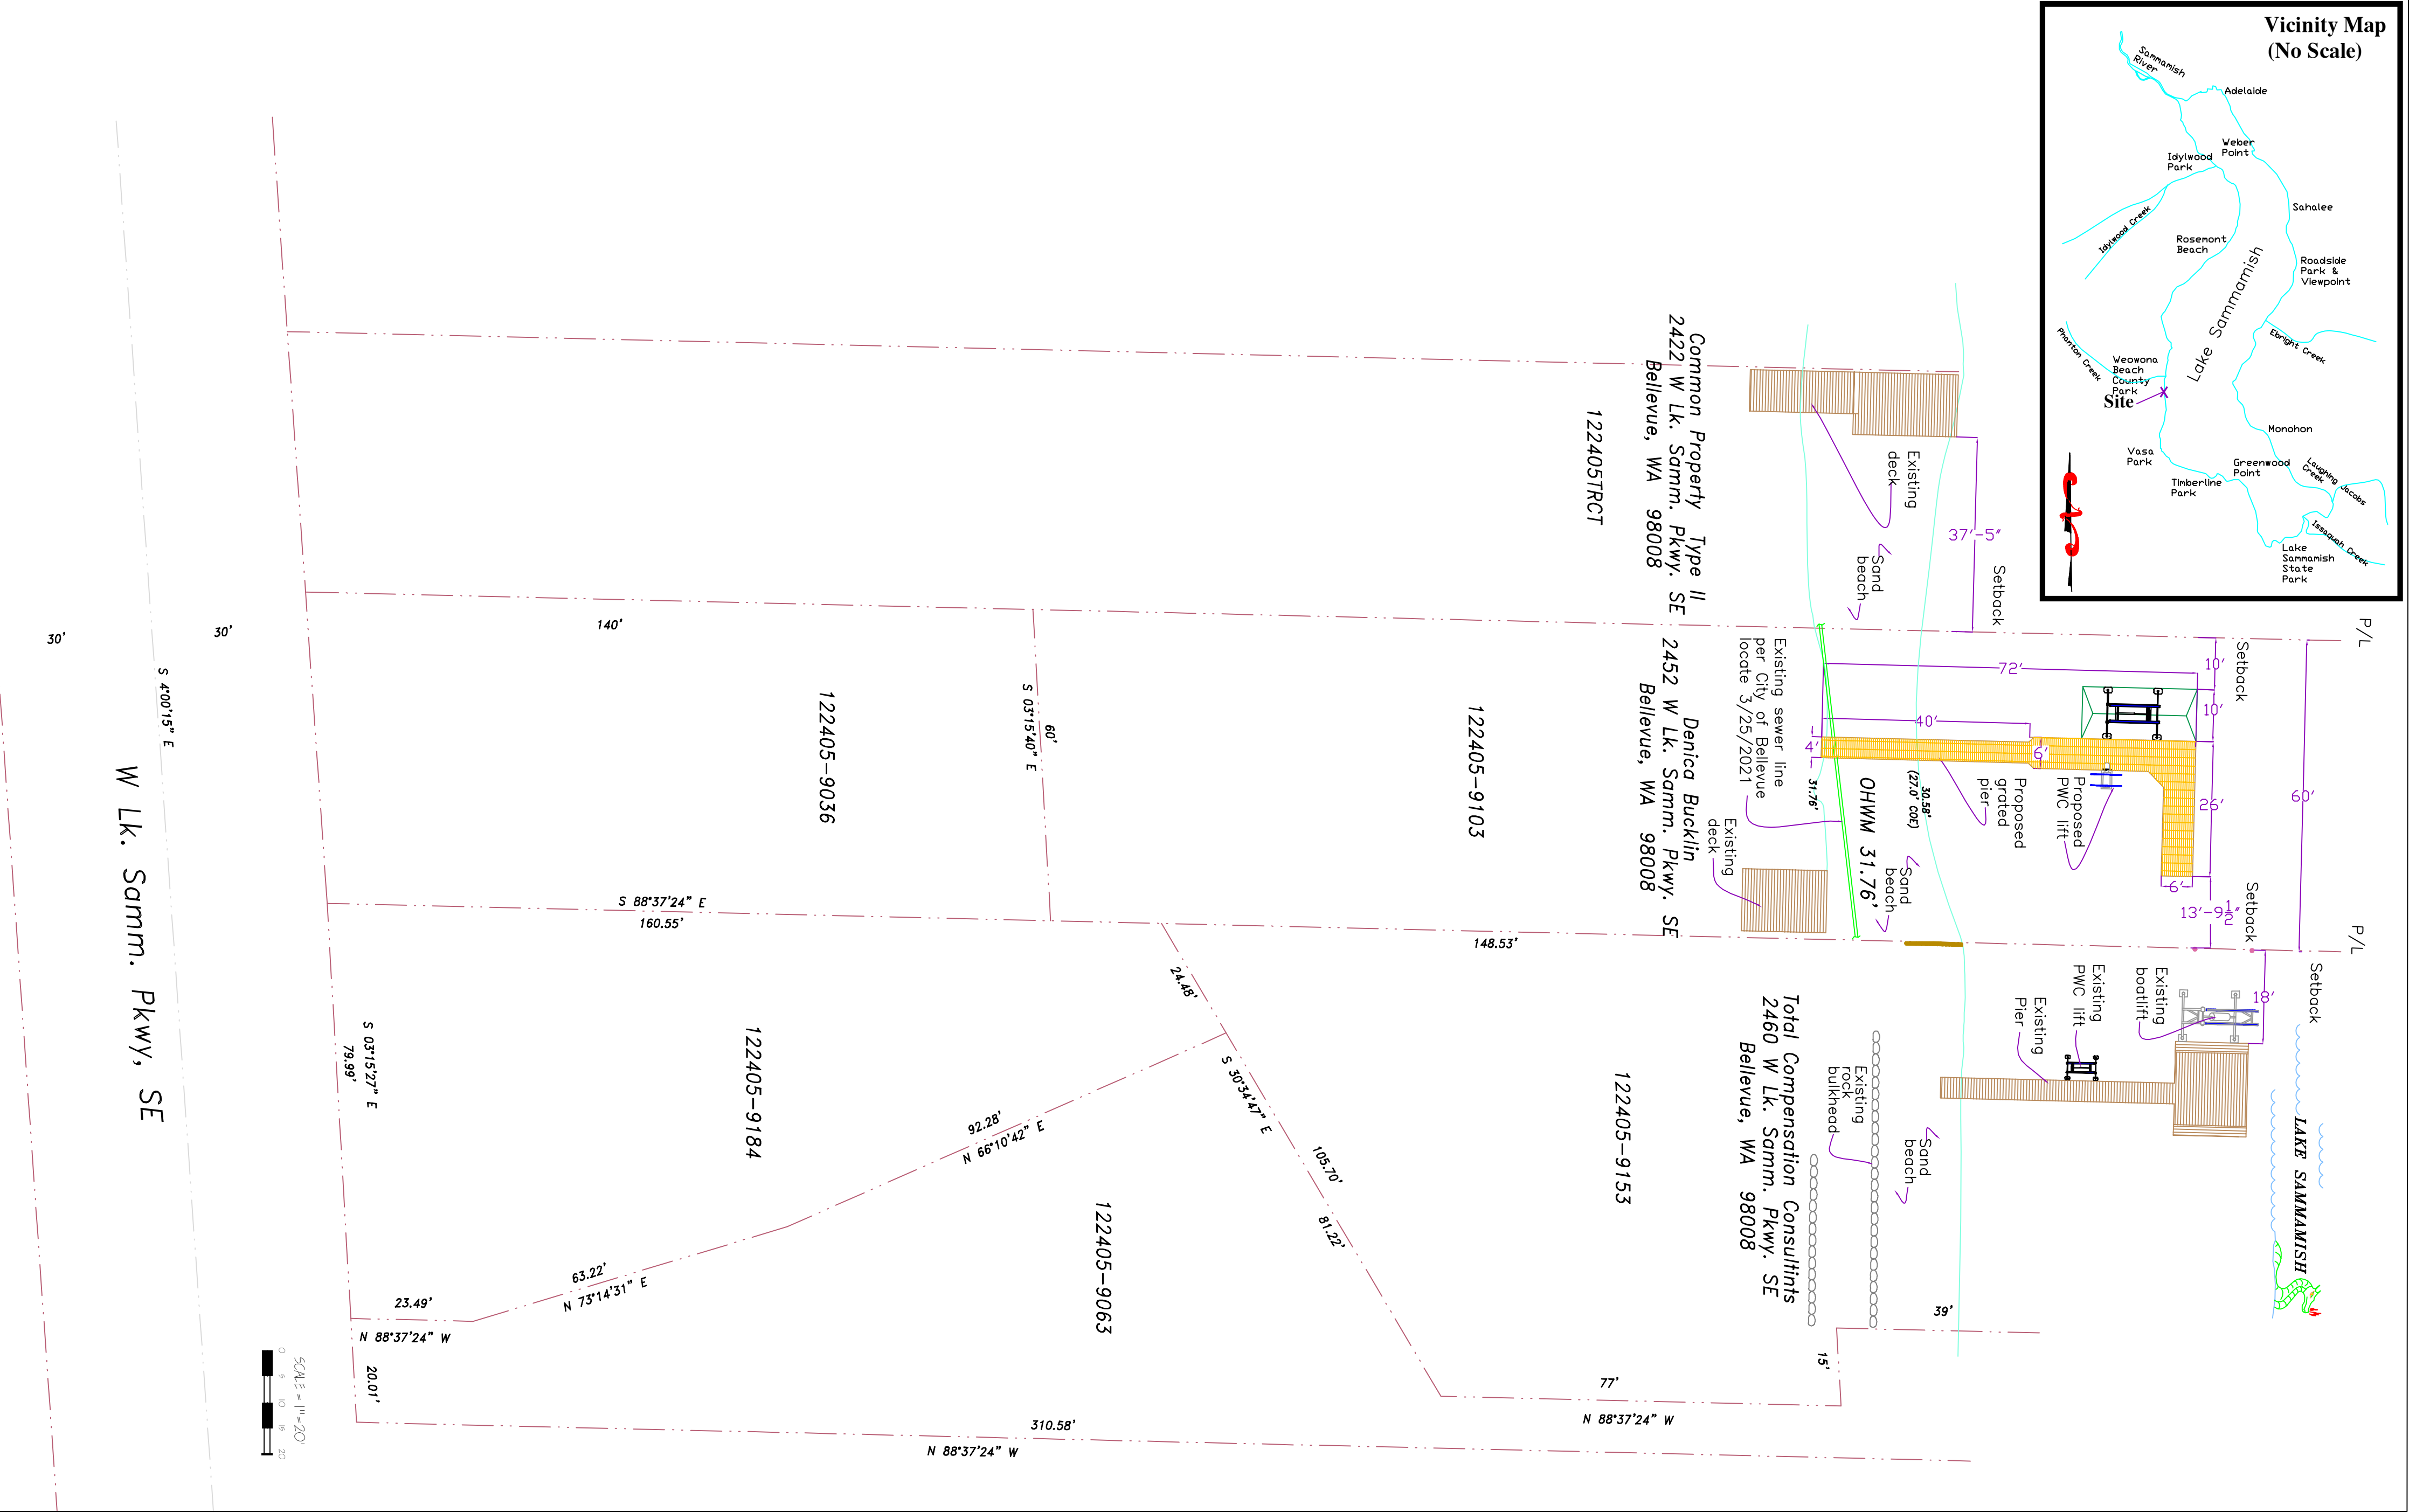 Vicinity Map
(No Scale)
Sammamish
River
Adelaide
Weber
Point
Idylwood
Park
Idylwood Creek
Sahalee
Rosemont
Beach
Roadside
Park &
Viewpoint
Lake Sammamish
Ebright Creek
Phanton Creek
Weowona
Beach
County
Park
Site
X
Monohon
Vasa
Park
Greenwood
Point
Laughing Jacobs
Creek
Timberline
Park
Issaquah Creek
Lake
Sammamish
State
Park
Common Property Type II
2422 W Lk. Samm. Pkwy. SE
Bellevue, WA 98008
122405TRCT
Existing
deck
37'-5"
Setback
Sand
beach
P/L
Setback
10'
72'
10'
40'
4'
6'
60'
26'
6'
13'-9 1/2"
Setback
P/L
Existing sewer line
per City of Bellevue
locate 3/25/2021
Denica Bucklin
2452 W Lk. Samm. Pkwy. SE
Bellevue, WA 98008
31.76'
30.58'
(27.0' COE)
OHWM 31.76'
Proposed
grated
pier
Proposed
PWC lift
Existing
deck
Sand
beach
Setback
18'
Existing
boatlift
Existing
PWC lift
Existing
Pier
Total Compensation Consultints
2460 W Lk. Samm. Pkwy. SE
Bellevue, WA 98008
Existing
rock
bulkhead
Sand
beach
LAKE SAMMAMISH
30'
30'
140'
S 4°00'15" E
W Lk. Samm. Pkwy, SE
122405-9036
60'
S 03°15'40" E
122405-9103
S 88°37'24" E
160.55'
148.53'
S 03°15'27" E
79.99'
122405-9184
24.48'
S 30°34'47" E
105.70'
81.22'
92.28'
N 66°10'42" E
122405-9153
122405-9063
63.22'
N 73°14'31" E
23.49'
N 88°37'24" W
20.01'
39'
15'
77'
N 88°37'24" W
310.58'
N 88°37'24" W
SCALE = 1"=20'
0 5 10 15 20